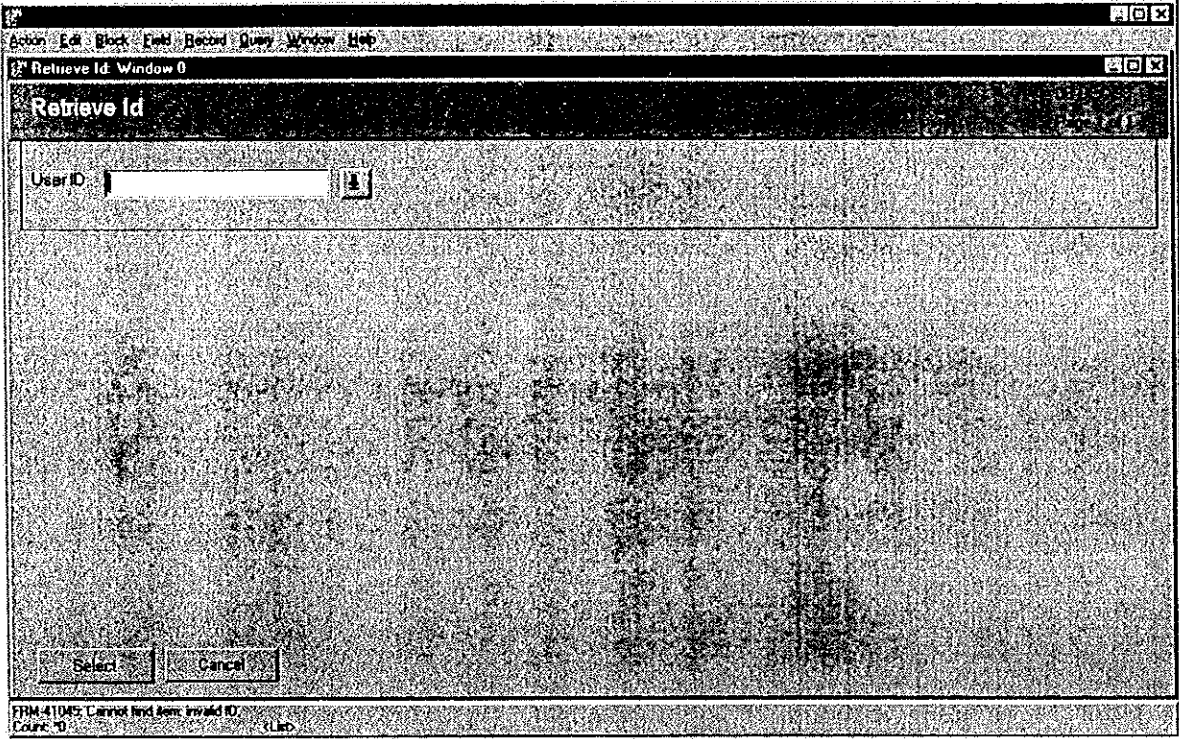 Action Edit Block Field Record Query Window Help
Retrieve Id: Window 0
Retrieve Id
User ID:
Select Cancel
FRM-41045: Cannot find item: invalid ID.
Count: *0 <List>